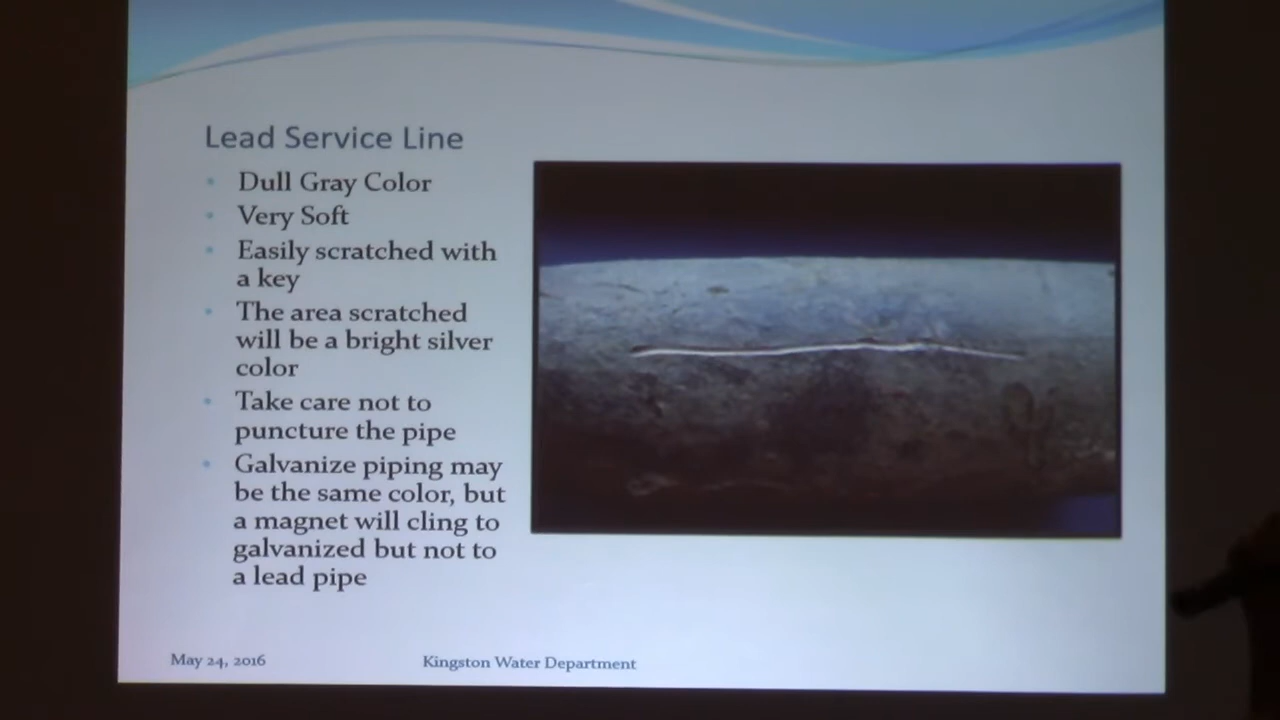 Lead Service Line
Dull Gray Color
Very Soft
Easily scratched with
a key
The area scratched
will be a bright silver
color
Take care not to
puncture the pipe
Galvanize piping may
be the same color, but
a magnet will cling to
galvanized but not to
a lead pipe
May 24, 2016
Kingston Water Department